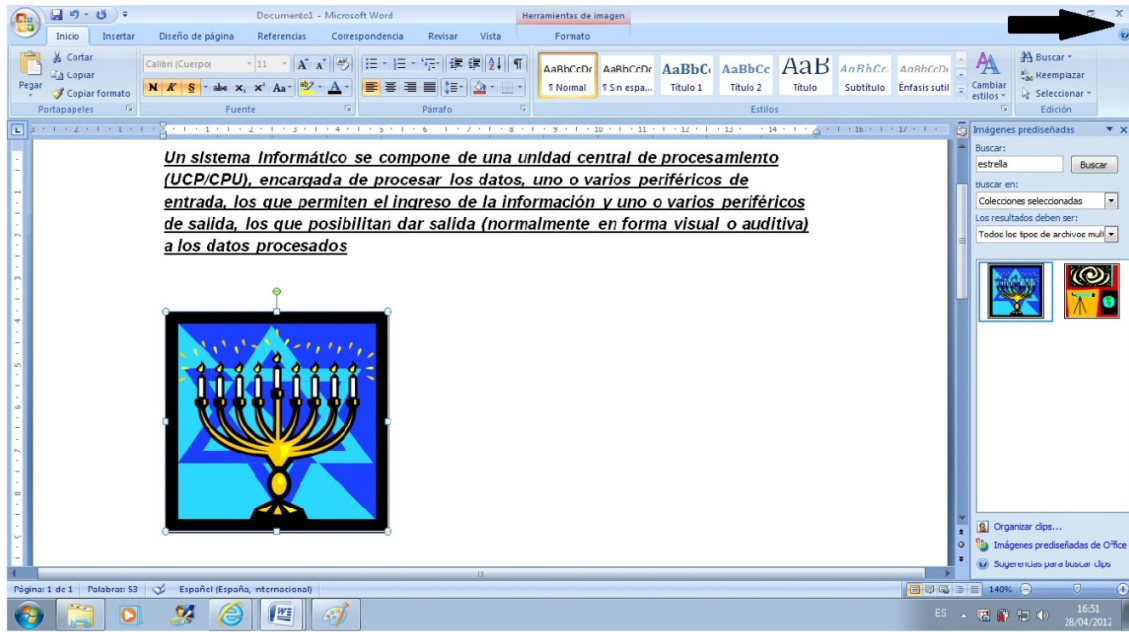 Documento1 - Microsoft Word
Herramientas de imagen
Inicio Insertar Diseño de página Referencias Correspondencia Revisar Vista Formato
Pegar
Cortar
Copiar
Copiar formato
Portapapeles
Calibri (Cuerpo) 11
N K S abc x, x² Aa A
Fuente
Párrafo
AaBbCcDc AaBbCcDc AaBbC AaBbCc AaB AaBbCc. AaBbCcDc
¶ Normal ¶ Sin espa... Título 1 Título 2 Título Subtítulo Énfasis sutil
Cambiar estilos
Estilos
Buscar
Reemplazar
Seleccionar
Edición
Un sistema informático se compone de una unidad central de procesamiento
(UCP/CPU), encargada de procesar los datos, uno o varios periféricos de
entrada, los que permiten el ingreso de la información y uno o varios periféricos
de salida, los que posibilitan dar salida (normalmente en forma visual o auditiva)
a los datos procesados
Imágenes prediseñadas
Buscar:
estrella Buscar
Buscar en:
Colecciones seleccionadas
Los resultados deben ser:
Todos los tipos de archivos mult
Organizar clips...
Imágenes prediseñadas de Office
Sugerencias para buscar clips
Página: 1 de 1 Palabras: 53 Español (España, internacional) 140%
ES 16:51
28/04/2012